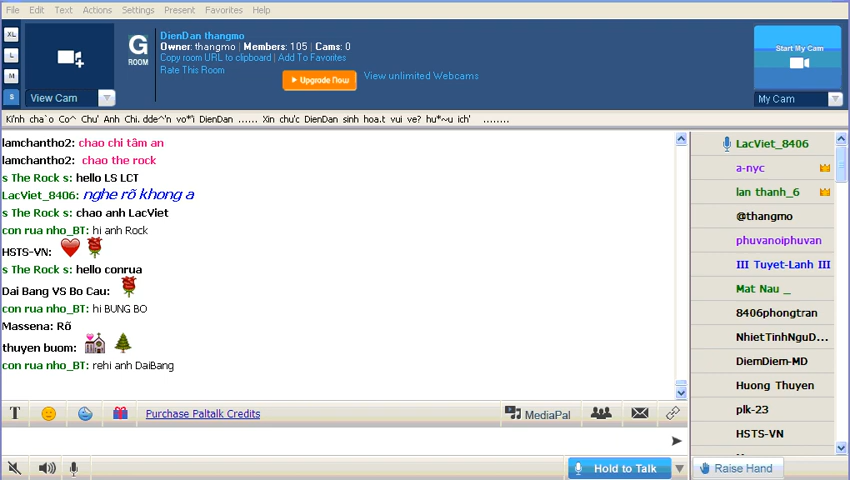 File Edit Text Actions Settings Present Favorites Help
XL
L
M
S
View Cam
G
ROOM
DienDan thangmo
Owner: thangmo | Members: 105 | Cams: 0
Copy room URL to clipboard | Add To Favorites
Rate This Room
Upgrade Now
View unlimited Webcams
Start My Cam
My Cam
Ki'nh cha`o Co^ Chu' Anh Chi. dde^'n vo*'i DienDan ...... Xin chu'c DienDan sinh hoa.t vui ve? hu*~u ich' ........
lamchantho2: chao chi tâm an
lamchantho2: chao the rock
s The Rock s: hello LS LCT
LacViet_8406: nghe rõ khong a
s The Rock s: chao anh LacViet
con rua nho_BT: hi anh Rock
HSTS-VN:
s The Rock s: hello conrua
Dai Bang VS Bo Cau:
con rua nho_BT: hi BUNG BO
Massena: Rõ
thuyen buom:
con rua nho_BT: rehi anh DaiBang
LacViet_8406
a-nyc
lan thanh_6
@thangmo
phuvanoiphuvan
III Tuyet-Lanh III
Mat Nau _
8406phongtran
NhietTinhNguD...
DiemDiem-MD
Huong Thuyen
plk-23
HSTS-VN
T
Purchase Paltalk Credits
MediaPal
Hold to Talk
Raise Hand